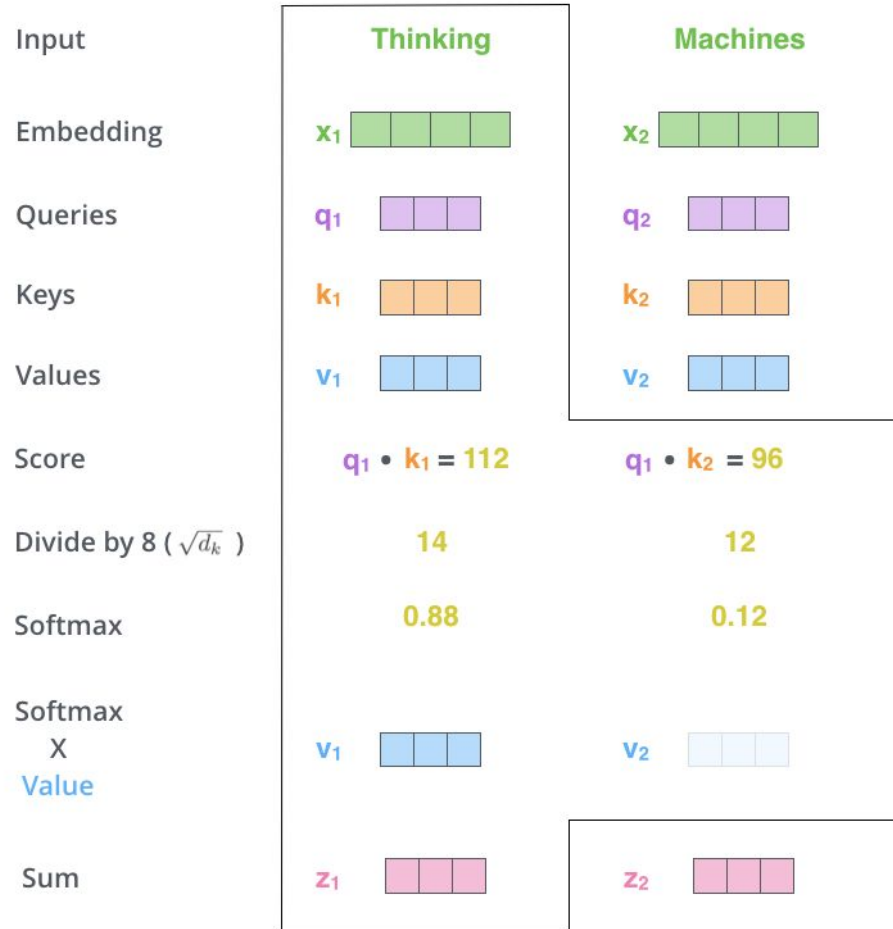 Input Thinking Machines
Embedding x₁ x₂
Queries q₁ q₂
Keys k₁ k₂
Values v₁ v₂
Score q₁ • k₁ = 112 q₁ • k₂ = 96
Divide by 8 ( √dₖ ) 14 12
Softmax 0.88 0.12
Softmax
X v₁ v₂
Value
Sum z₁ z₂